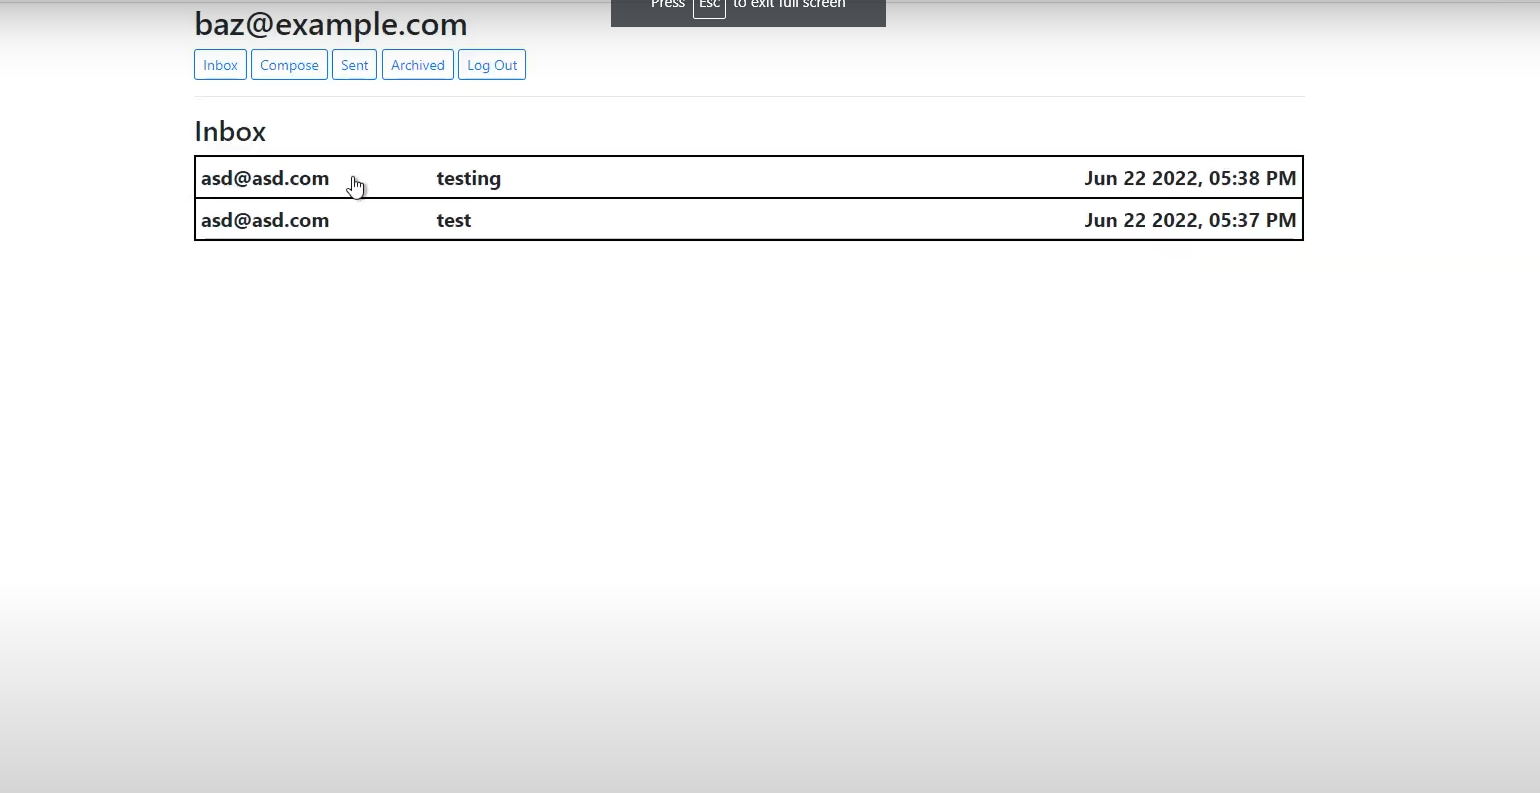 Press Esc to exit full screen
baz@example.com
Inbox Compose Sent Archived Log Out
Inbox
asd@asd.com testing Jun 22 2022, 05:38 PM
asd@asd.com test Jun 22 2022, 05:37 PM